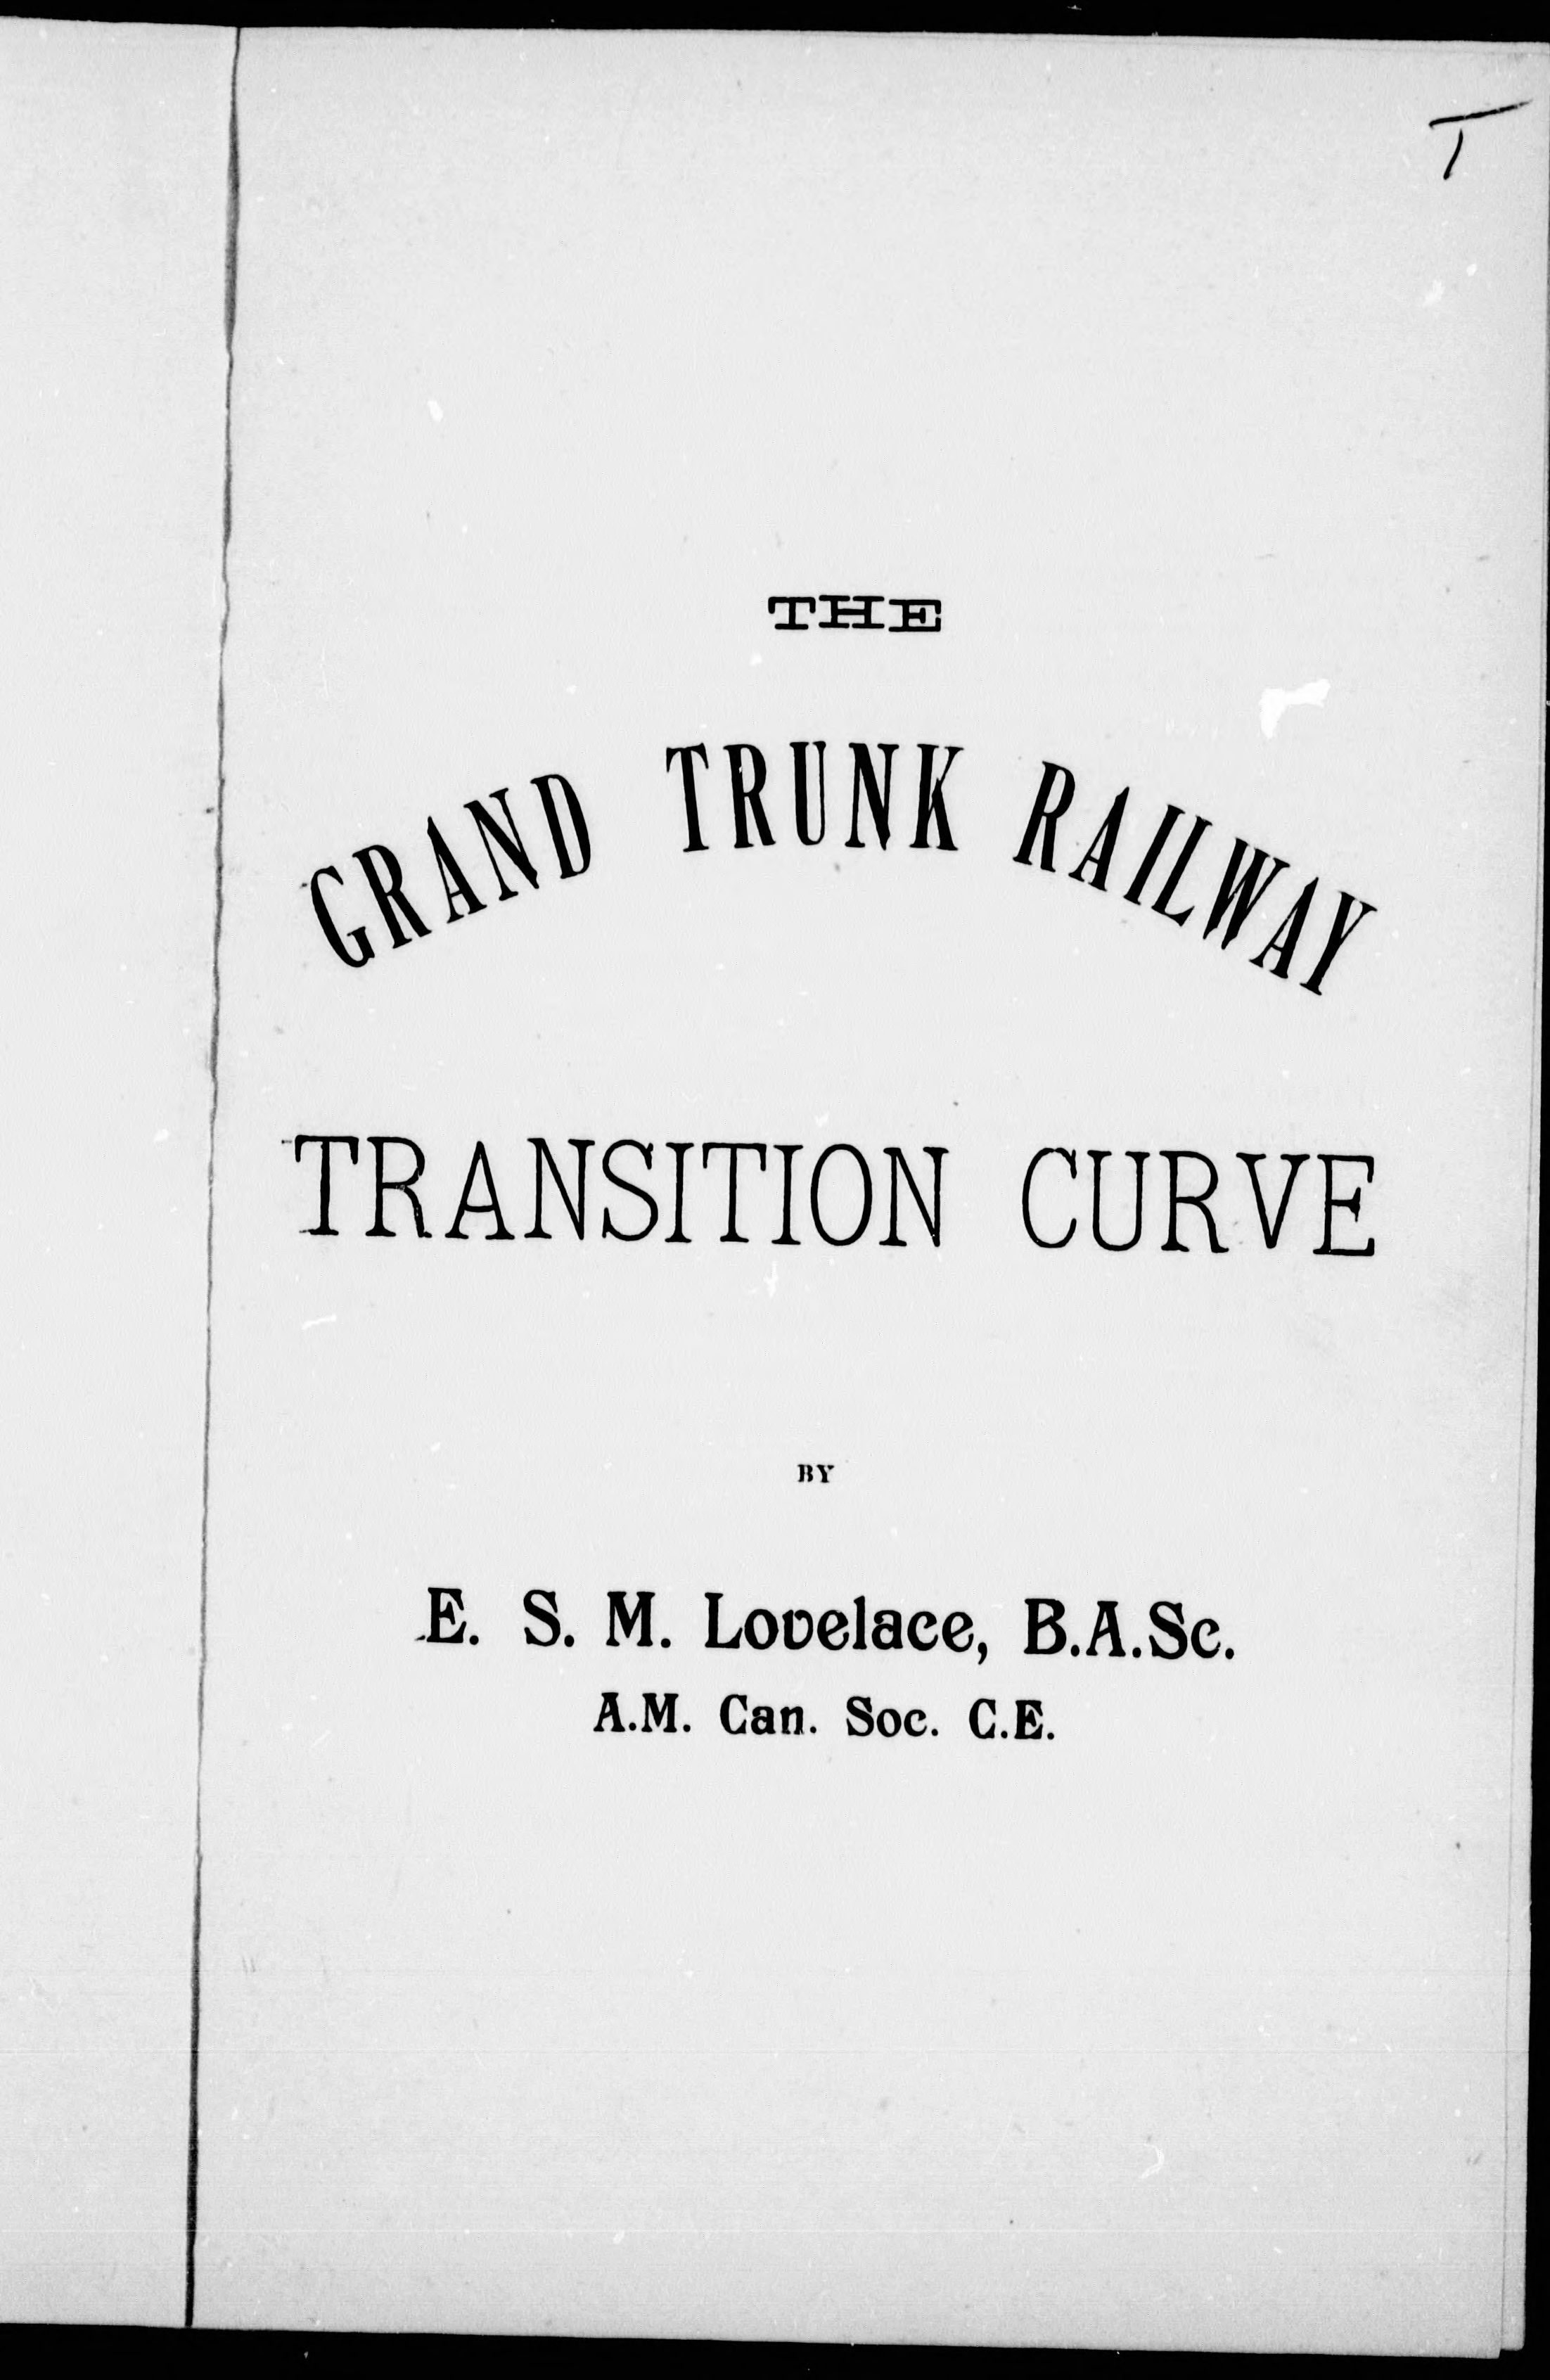 T
THE
GRAND TRUNK RAILWAY
TRANSITION CURVE
BY
E. S. M. Lovelace, B.A.Sc.
A.M. Can. Soc. C.E.